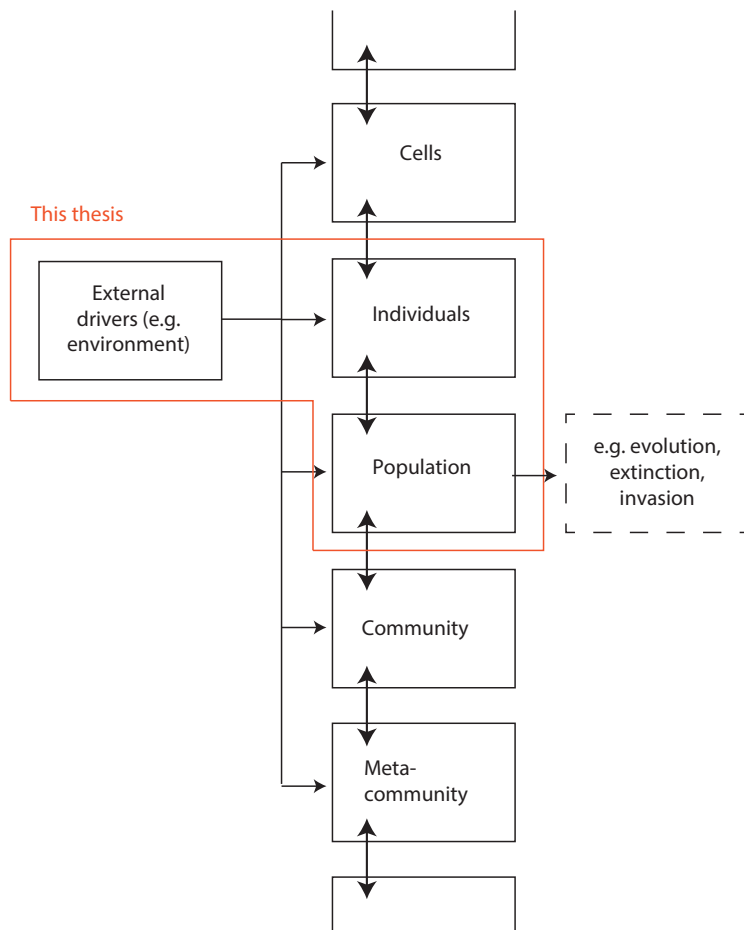 Cells
This thesis
External
drivers (e.g.
environment)
Individuals
Population
e.g. evolution,
extinction,
invasion
Community
Meta-
community